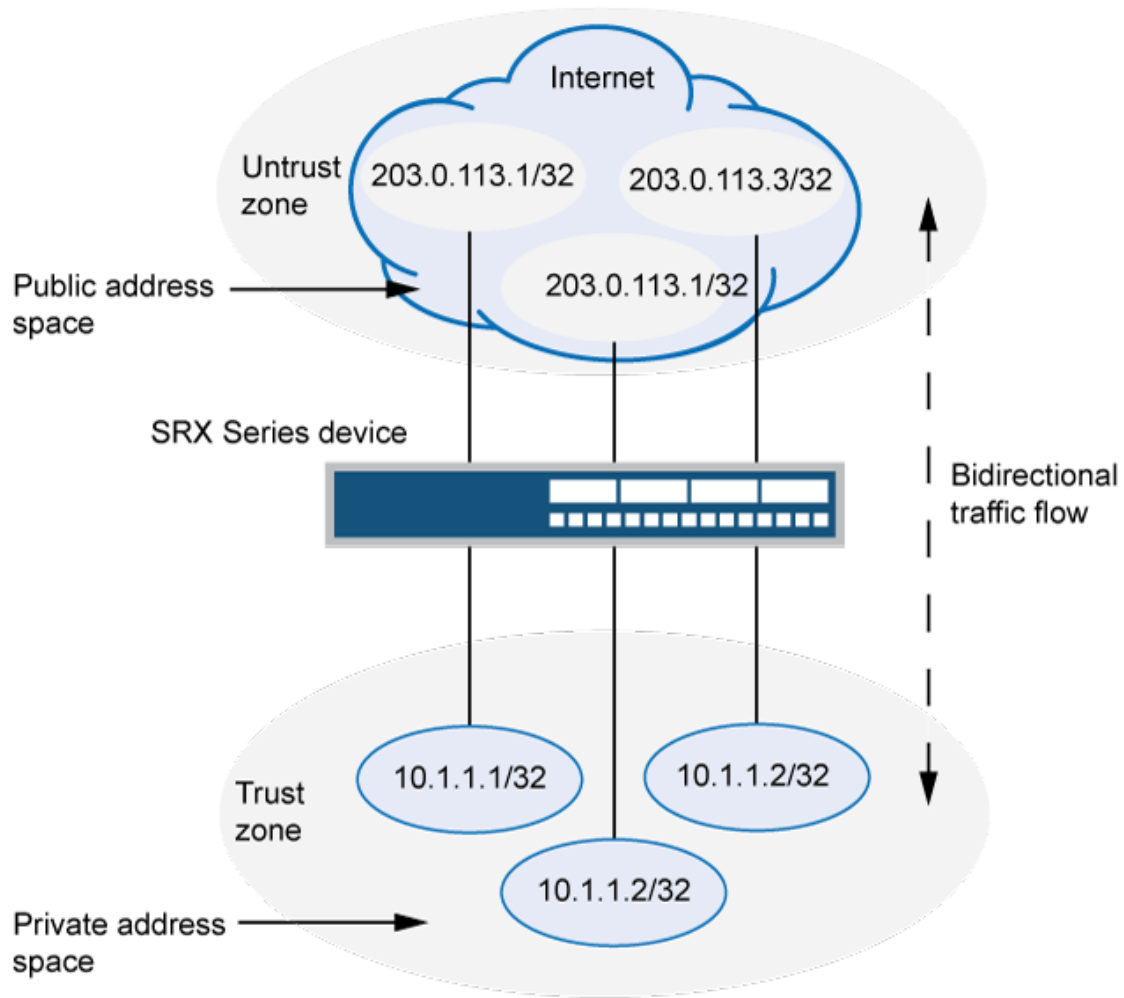 Internet
Untrust
zone
203.0.113.1/32
203.0.113.3/32
203.0.113.1/32
Public address
space
SRX Series device
Bidirectional
traffic flow
10.1.1.1/32
10.1.1.2/32
Trust
zone
10.1.1.2/32
Private address
space